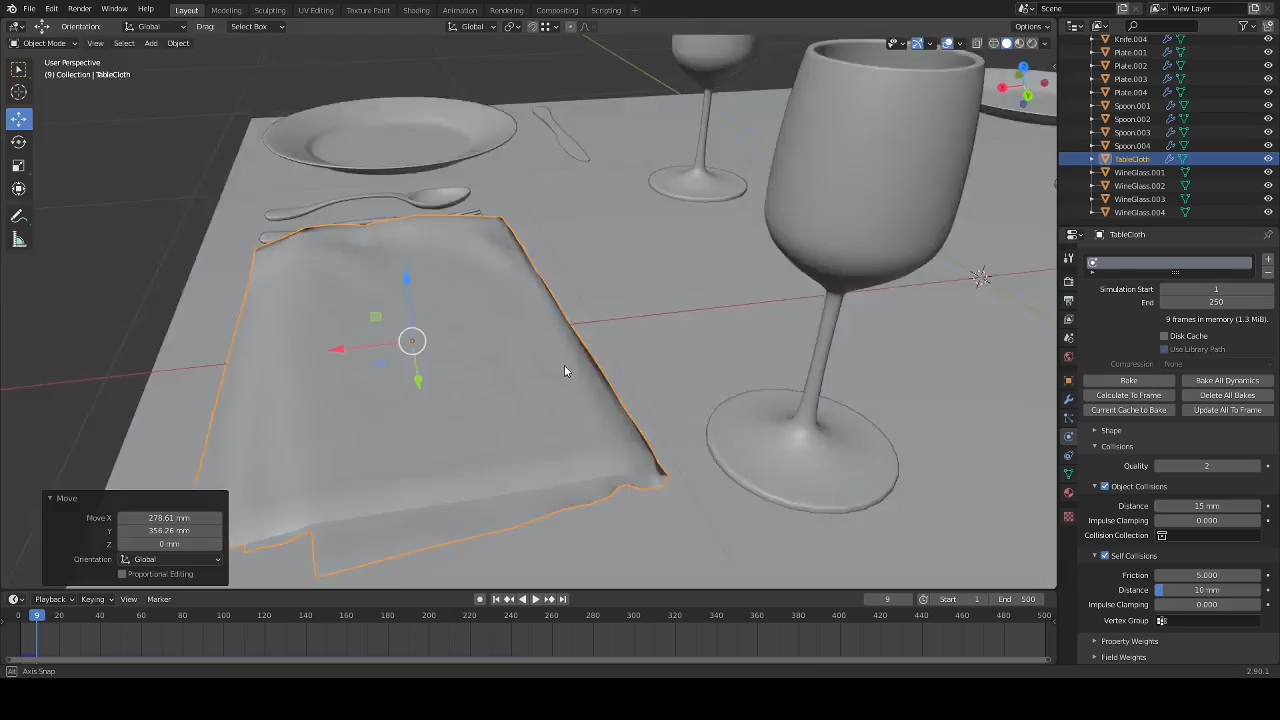 File Edit Render Window Help Layout Modeling Sculpting UV Editing Texture Paint Shading Animation Rendering Compositing Scripting + Scene View Layer
Orientation: Global Drag: Select Box Global Options
Object Mode View Select Add Object
User Perspective
(9) Collection | TableCloth
Knife.004
Plate.001
Plate.002
Plate.003
Plate.004
Spoon.001
Spoon.002
Spoon.003
Spoon.004
TableCloth
WineGlass.001
WineGlass.002
WineGlass.003
WineGlass.004
TableCloth
Simulation Start 1
End 250
9 frames in memory (1.3 MiB).
Disk Cache
Use Library Path
Compression None
Bake Bake All Dynamics
Calculate To Frame Delete All Bakes
Current Cache to Bake Update All To Frame
Shape
Collisions
Quality 2
Object Collisions
Distance 15 mm
Impulse Clamping 0.000
Collision Collection
Self Collisions
Friction 5.000
Distance 10 mm
Impulse Clamping 0.000
Vertex Group
Property Weights
Field Weights
Move
Move X 278.61 mm
Y 356.26 mm
Z 0 mm
Orientation Global
Proportional Editing
Playback Keying View Marker 9 Start 1 End 500
0 9 20 40 60 80 100 120 140 160 180 200 220 240 260 280 300 320 340 360 380 400 420 440 460 480 500
Alt Axis Snap 2.90.1